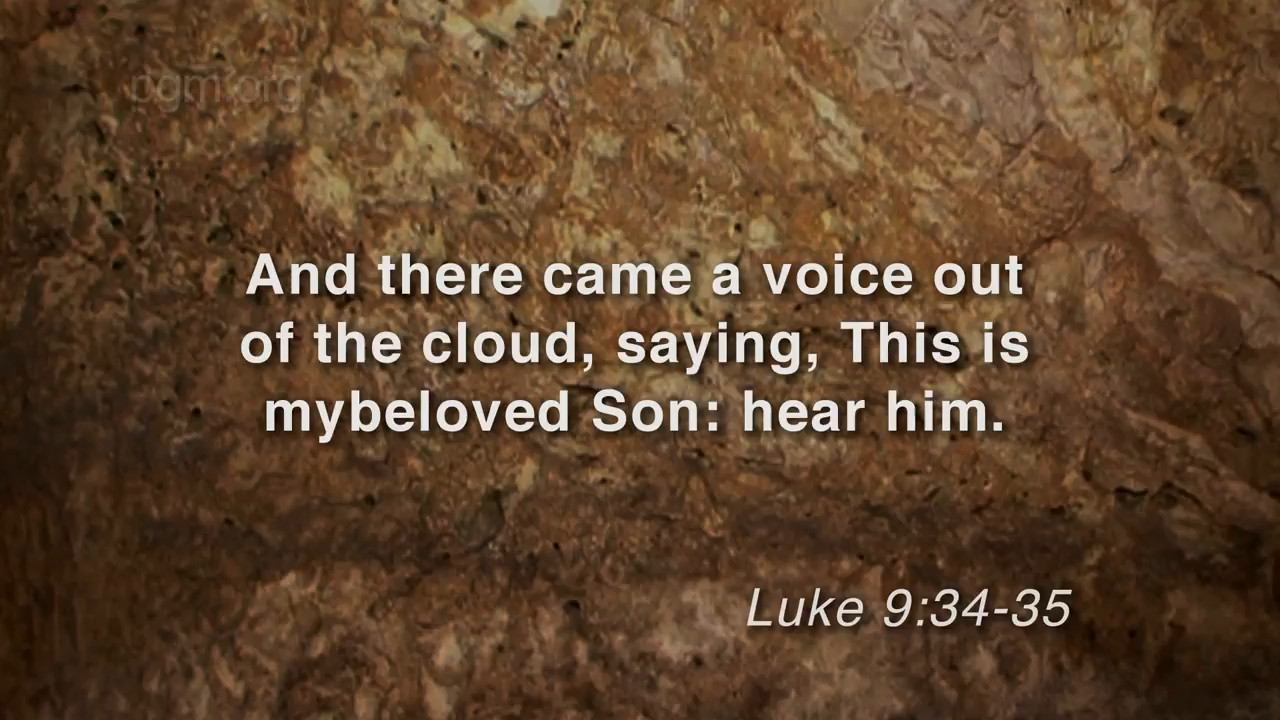 pgm.org
And there came a voice out
of the cloud, saying, This is
mybeloved Son: hear him.
Luke 9:34-35